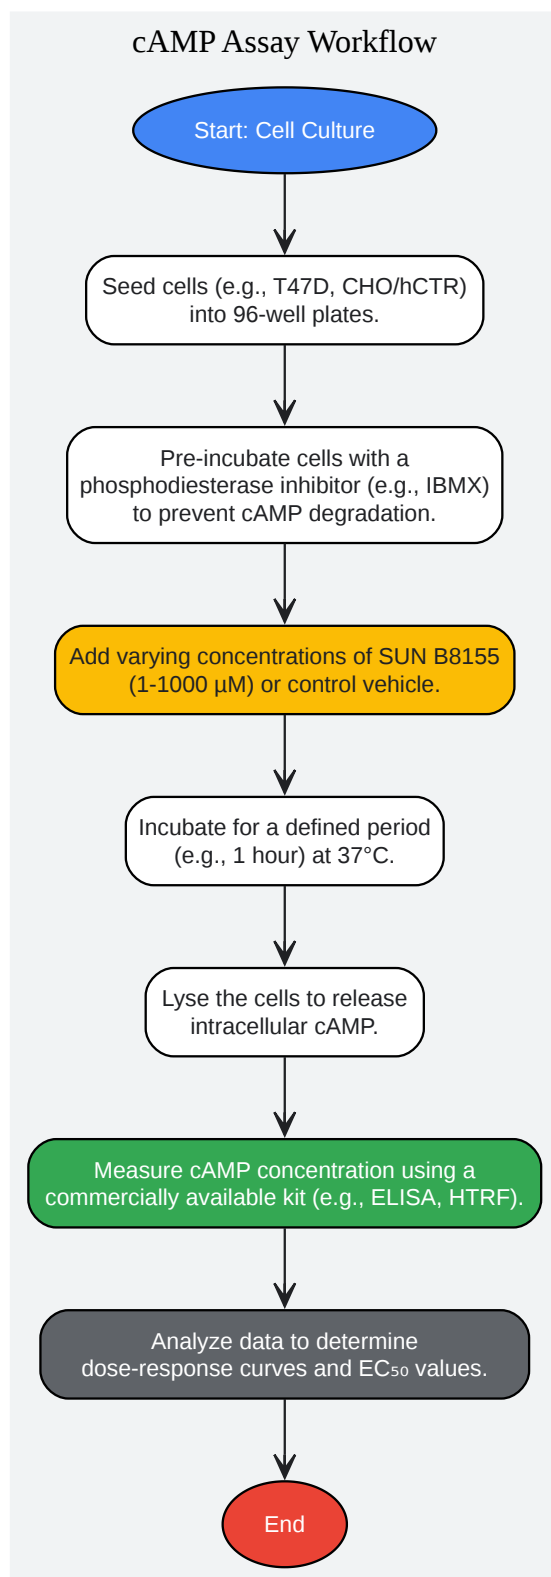 cAMP Assay Workflow
Start: Cell Culture
Seed cells (e.g., T47D, CHO/hCTR)
into 96-well plates.
Pre-incubate cells with a
phosphodiesterase inhibitor (e.g., IBMX)
to prevent cAMP degradation.
Add varying concentrations of SUN B8155
(1-1000 µM) or control vehicle.
Incubate for a defined period
(e.g., 1 hour) at 37°C.
Lyse the cells to release
intracellular cAMP.
Measure cAMP concentration using a
commercially available kit (e.g., ELISA, HTRF).
Analyze data to determine
dose-response curves and EC₅₀ values.
End